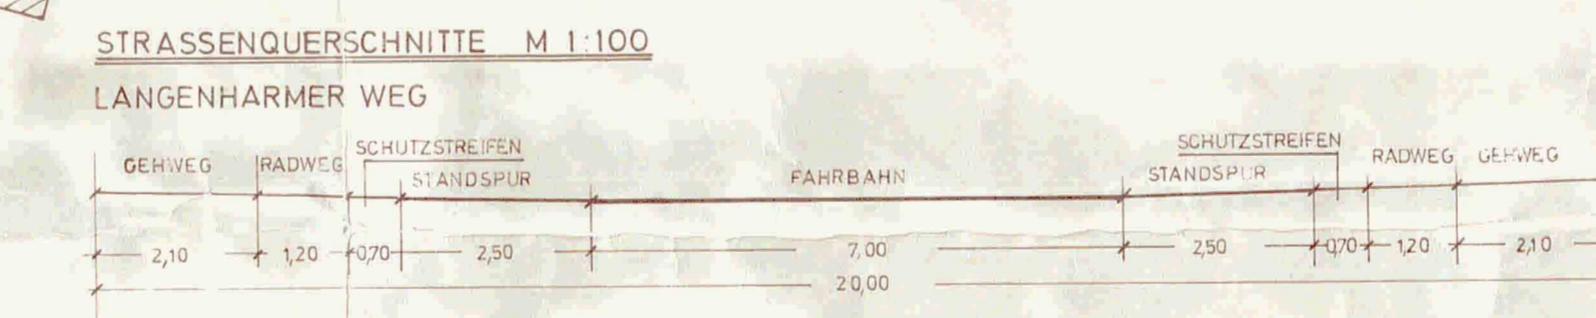 STRASSENQUERSCHNITTE M 1:100
LANGENHARMER WEG
GEHWEG RADWEG SCHUTZSTREIFEN STANDSPUR FAHRBAHN SCHUTZSTREIFEN STANDSPUR RADWEG GEHWEG
2,10 1,20 0,70 2,50 7,00 2,50 0,70 1,20 2,10
20,00